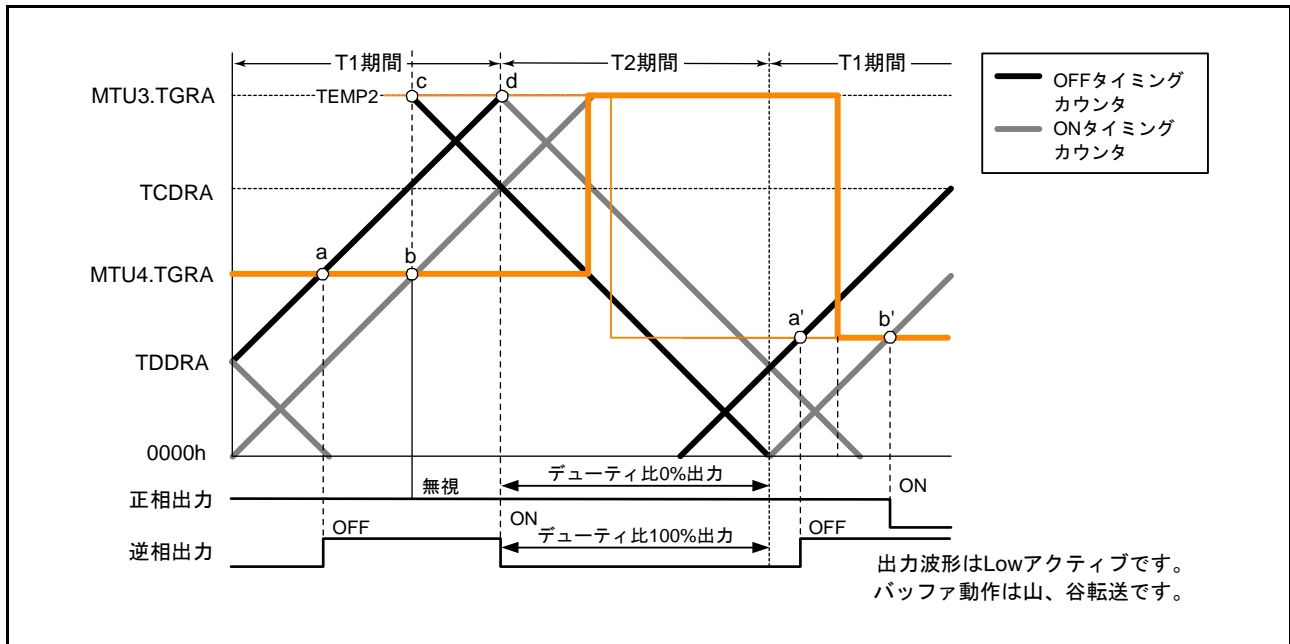 T1期間
T2期間
T1期間
MTU3.TGRA
TEMP2
c
d
OFFタイミング
カウンタ
ONタイミング
カウンタ
TCDRA
MTU4.TGRA
a
b
a'
b'
TDDRA
0000h
正相出力
無視
デューティ比0%出力
ON
逆相出力
OFF
ON
デューティ比100%出力
OFF
出力波形はLowアクティブです。
バッファ動作は山、谷転送です。